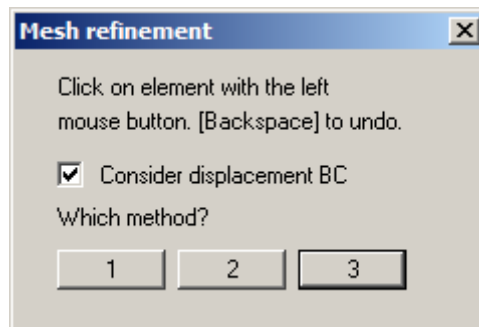 Mesh refinement
Click on element with the left
mouse button. [Backspace] to undo.
Consider displacement BC
Which method?
1 2 3